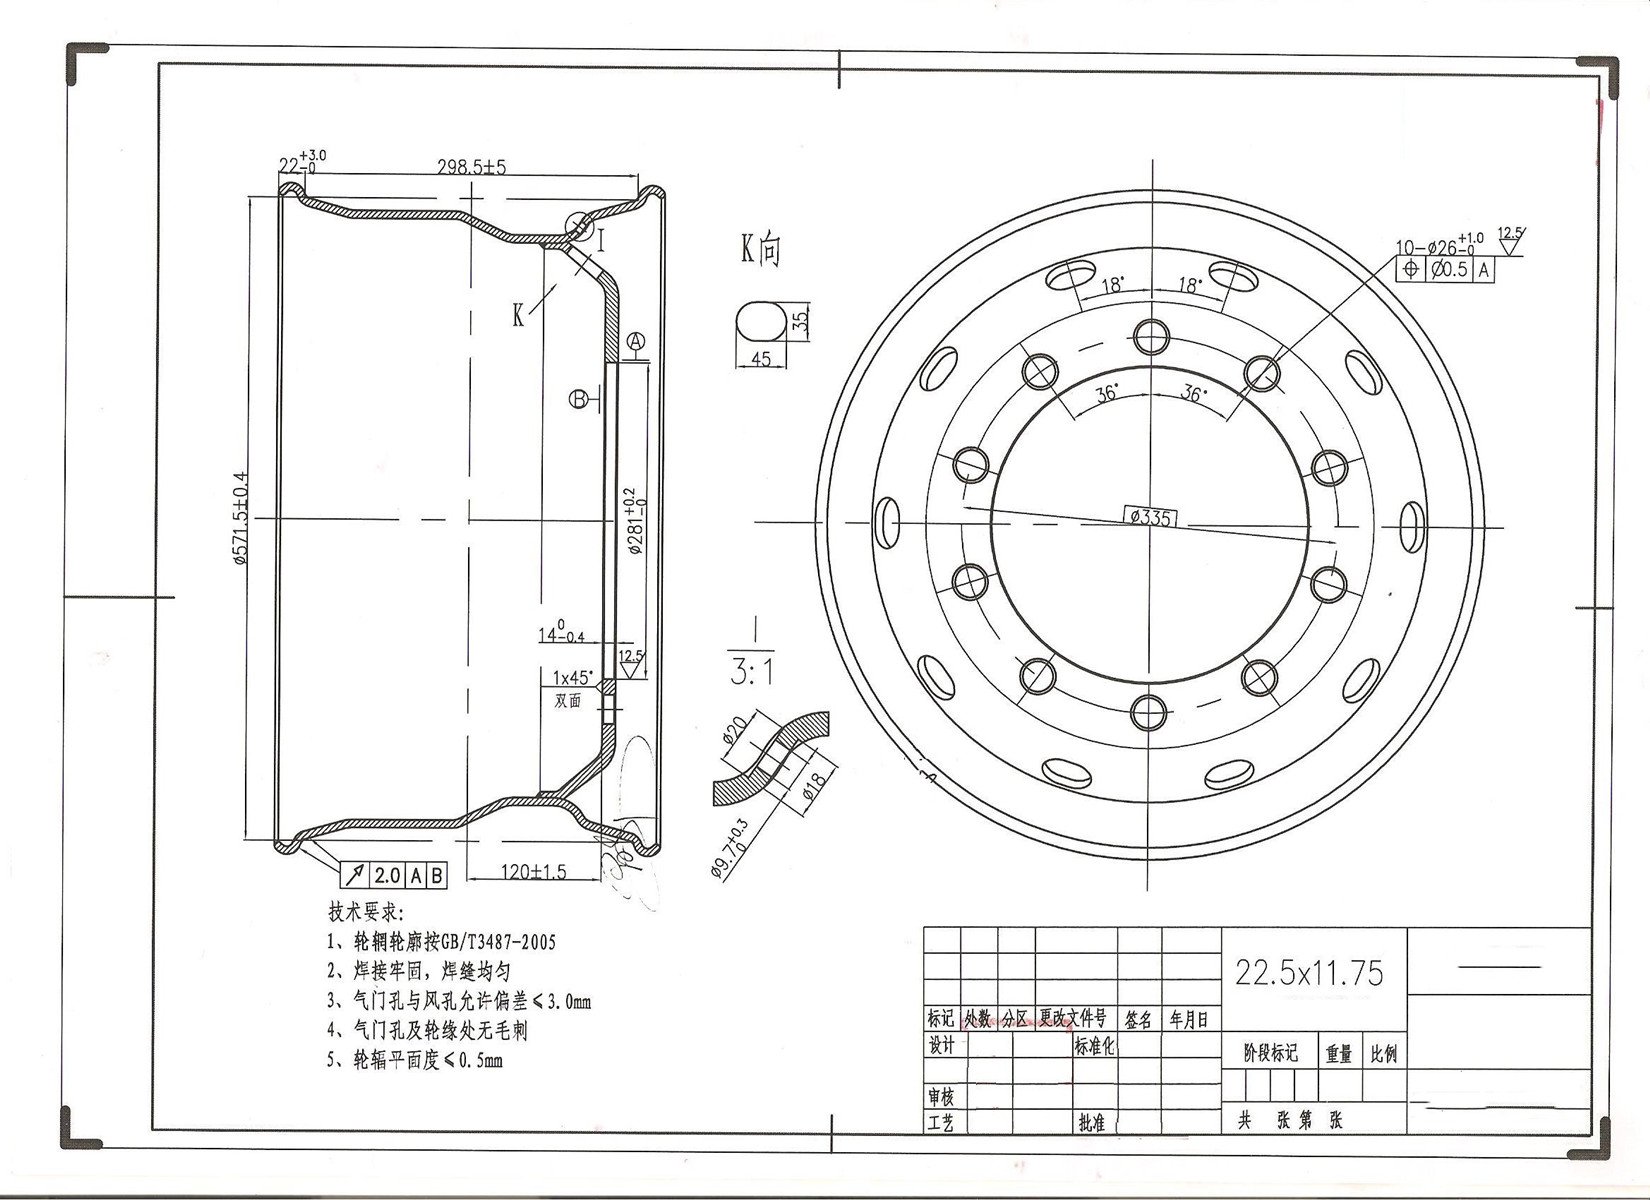 22+3.0 -0
298.5±5
I
K
K向
35
45
A
B
ø571.5±0.4
ø281+0.2 -0
14 0 -0.4
12.5
1x45°
双面
120±1.5
2.0 A B
I
3:1
ø20
ø18
ø9.7+0.3 0
18° 18°
36° 36°
ø335
10-ø26+1.0 -0 12.5
ø0.5 A
技术要求:
1、轮辋轮廓按GB/T3487-2005
2、焊接牢固，焊缝均匀
3、气门孔与风孔允许偏差≤3.0mm
4、气门孔及轮缘处无毛刺
5、轮辐平面度≤0.5mm
22.5x11.75
标记 处数 分区 更改文件号 签名 年月日
设计 标准化
阶段标记 重量 比例
审核
工艺 批准
共 张 第 张